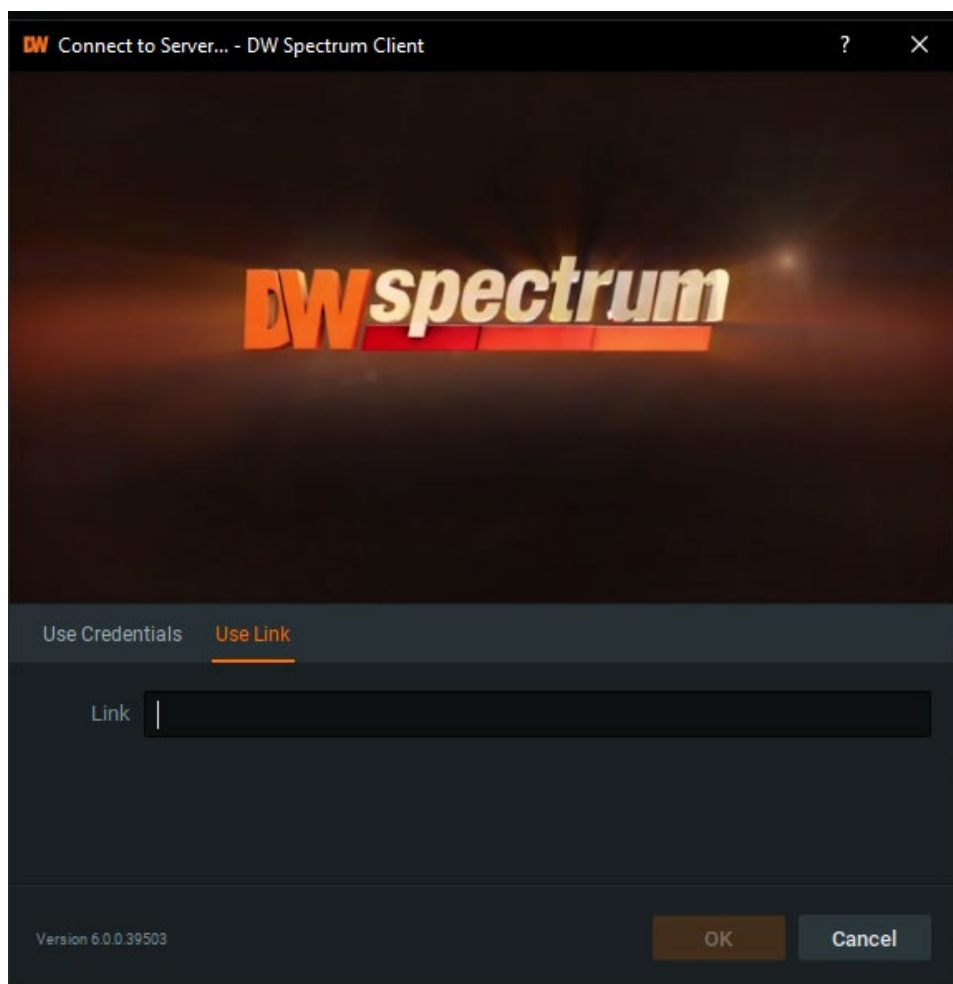 DW Connect to Server... - DW Spectrum Client ?
DWspectrum
Use Credentials Use Link
Link
Version 6.0.0.39503 OK Cancel